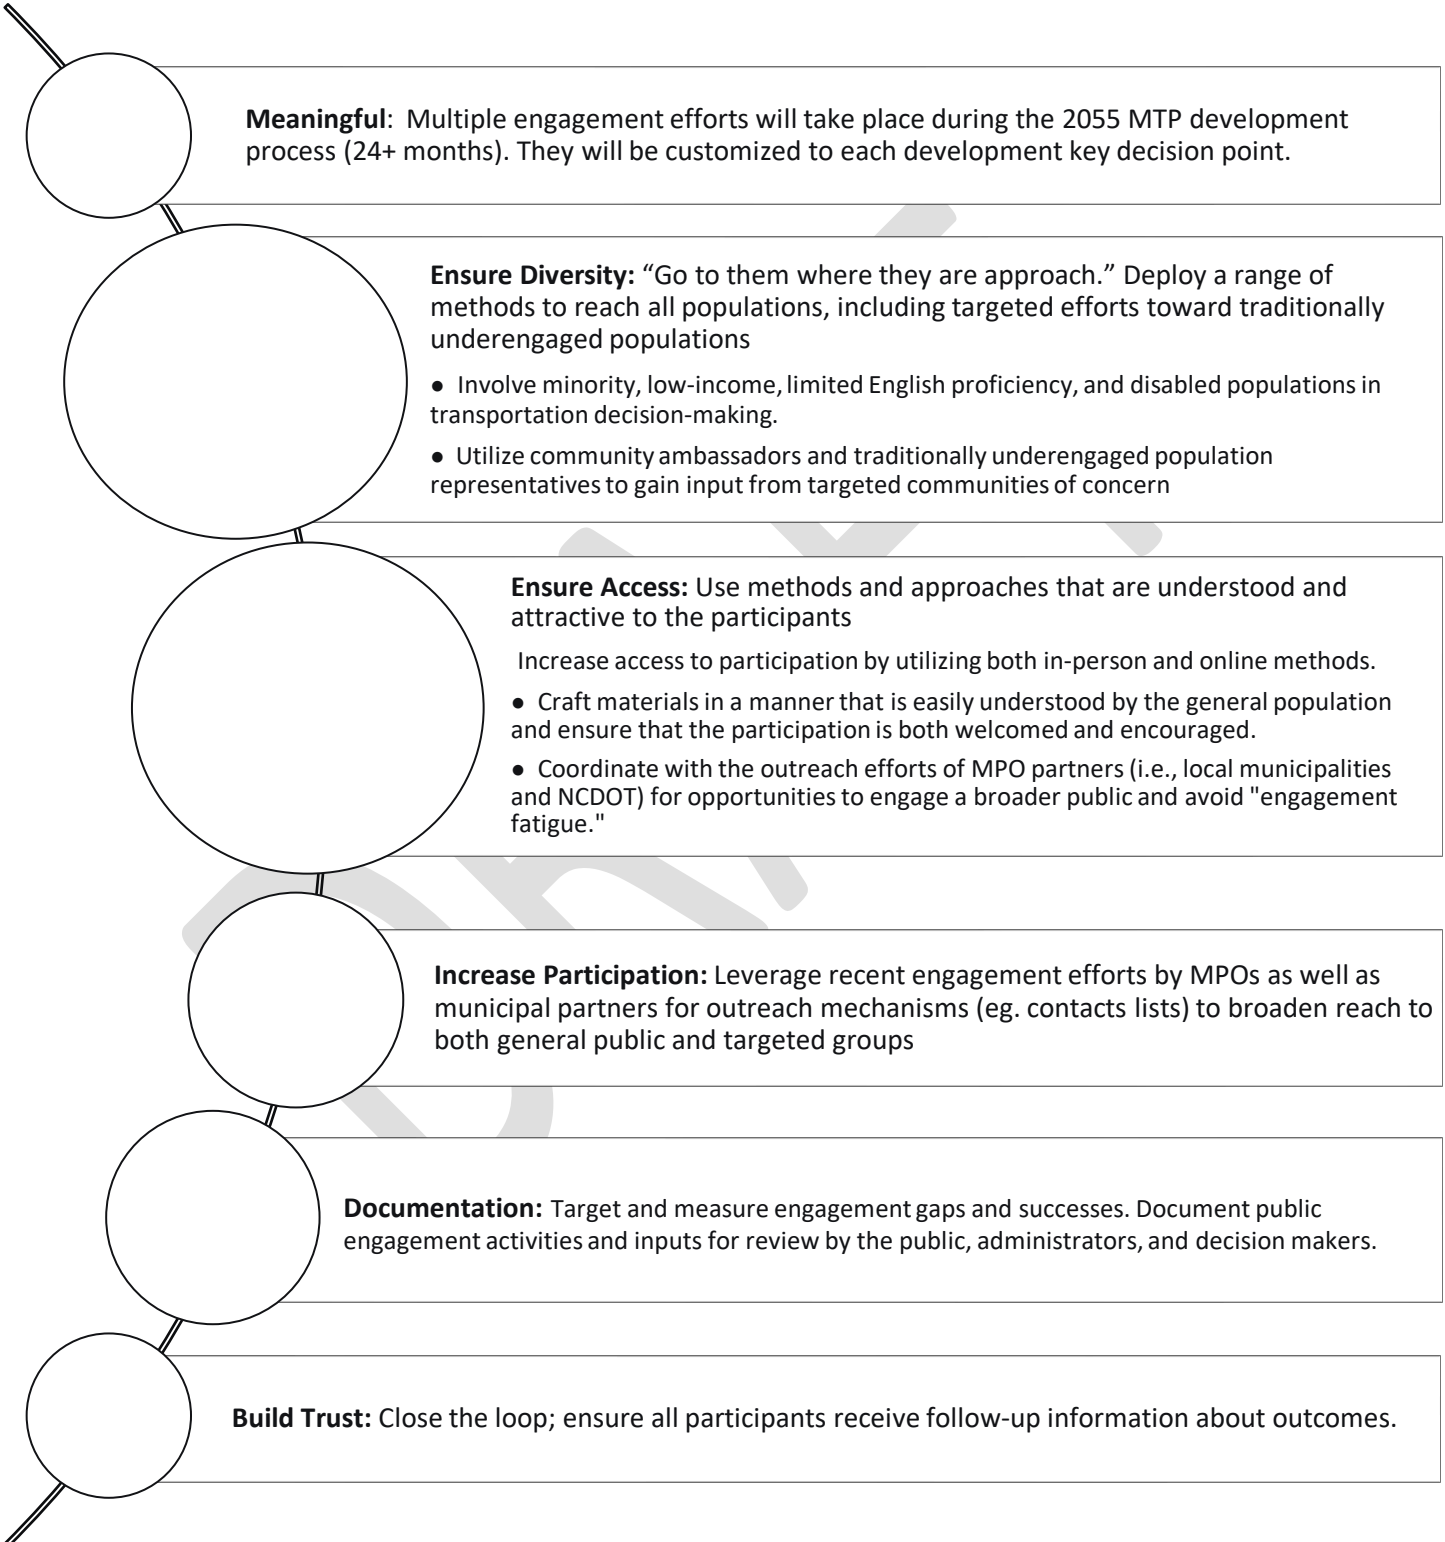 Meaningful:  Multiple engagement efforts will take place during the 2055 MTP development
process (24+ months). They will be customized to each development key decision point.
Ensure Diversity: “Go to them where they are approach.” Deploy a range of
methods to reach all populations, including targeted efforts toward traditionally
underengaged populations
● Involve minority, low-income, limited English proficiency, and disabled populations in
transportation decision-making.
● Utilize community ambassadors and traditionally underengaged population
representatives to gain input from targeted communities of concern
Ensure Access: Use methods and approaches that are understood and
attractive to the participants
Increase access to participation by utilizing both in-person and online methods.
● Craft materials in a manner that is easily understood by the general population
and ensure that the participation is both welcomed and encouraged.
● Coordinate with the outreach efforts of MPO partners (i.e., local municipalities
and NCDOT) for opportunities to engage a broader public and avoid "engagement
fatigue."
Increase Participation: Leverage recent engagement efforts by MPOs as well as
municipal partners for outreach mechanisms (eg. contacts lists) to broaden reach to
both general public and targeted groups
Documentation: Target and measure engagement gaps and successes. Document public
engagement activities and inputs for review by the public, administrators, and decision makers.
Build Trust: Close the loop; ensure all participants receive follow-up information about outcomes.